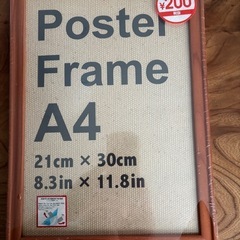 ¥200
Poster
Frame
A4
21cm × 30cm
8.3in × 11.8in